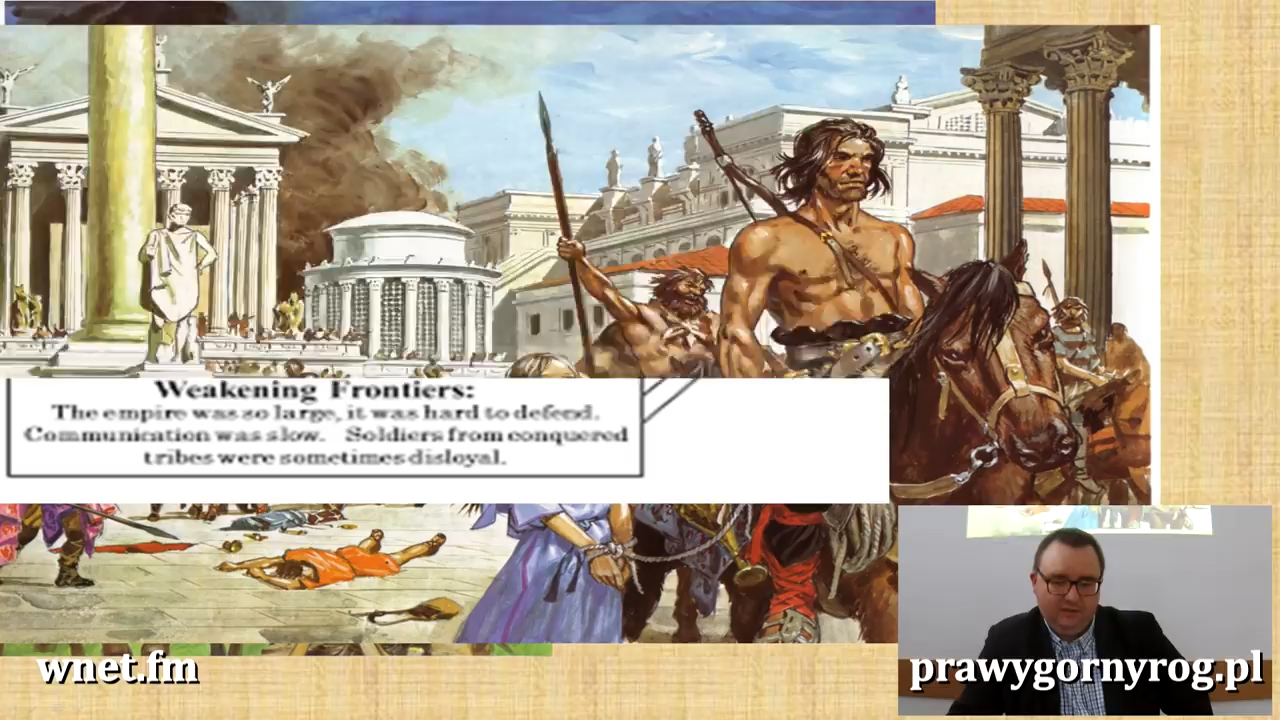 Weakening Frontiers:
The empire was so large, it was hard to defend.
Communication was slow. Soldiers from conquered
tribes were sometimes disloyal.
wnet.fm
prawygornyrog.pl